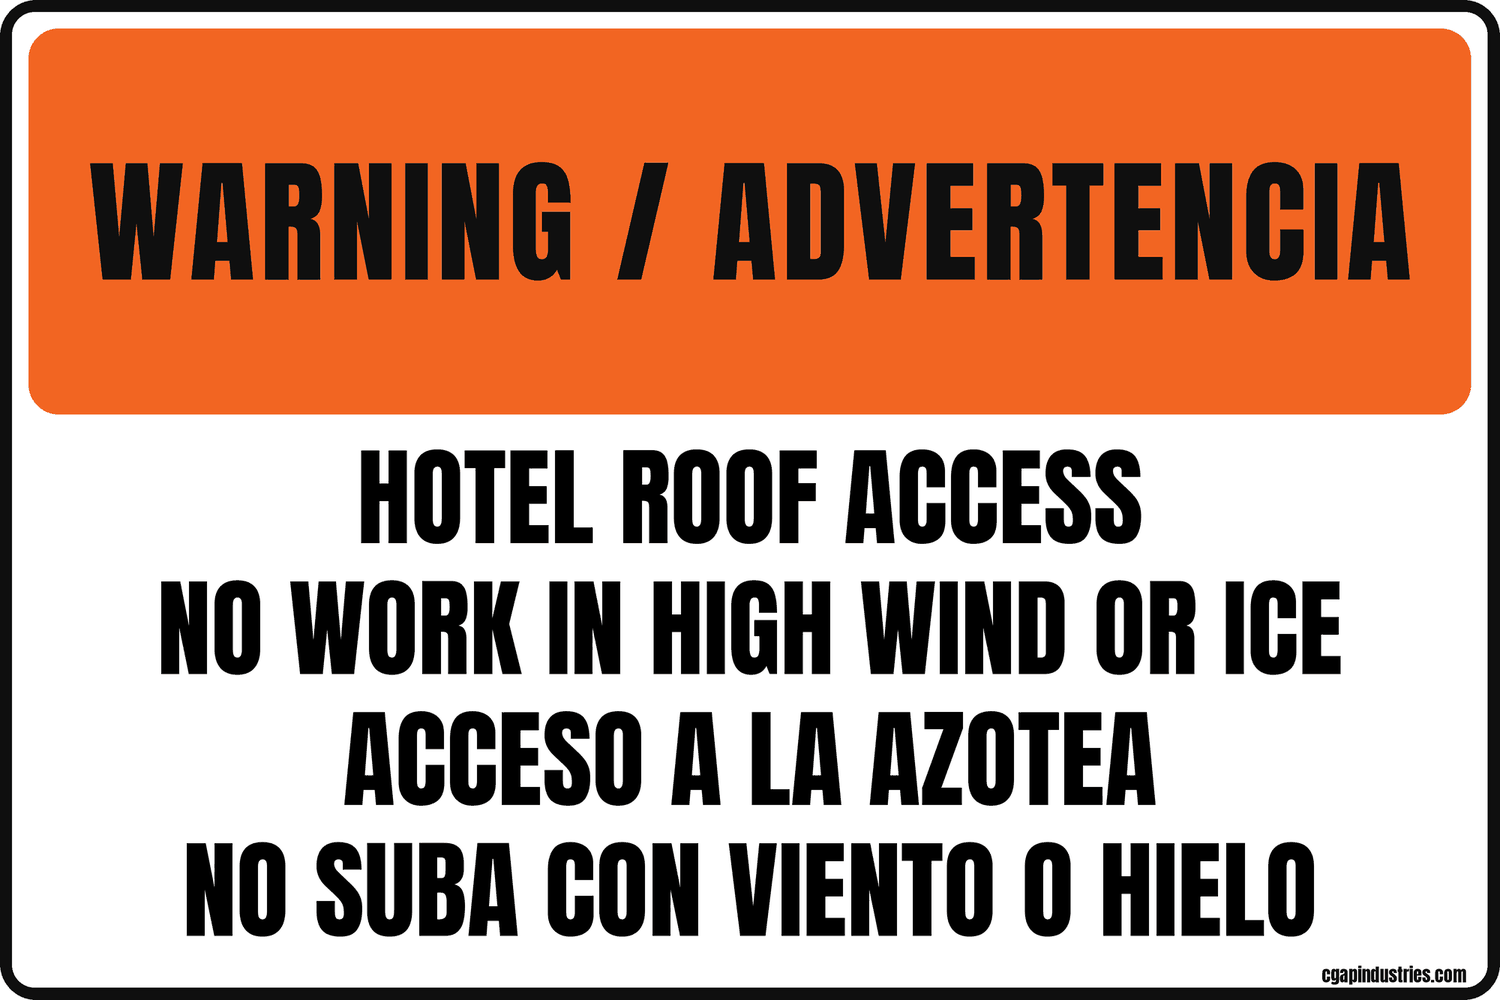 WARNING / ADVERTENCIA
HOTEL ROOF ACCESS
NO WORK IN HIGH WIND OR ICE
ACCESO A LA AZOTEA
NO SUBA CON VIENTO O HIELO
cgapindustries.com